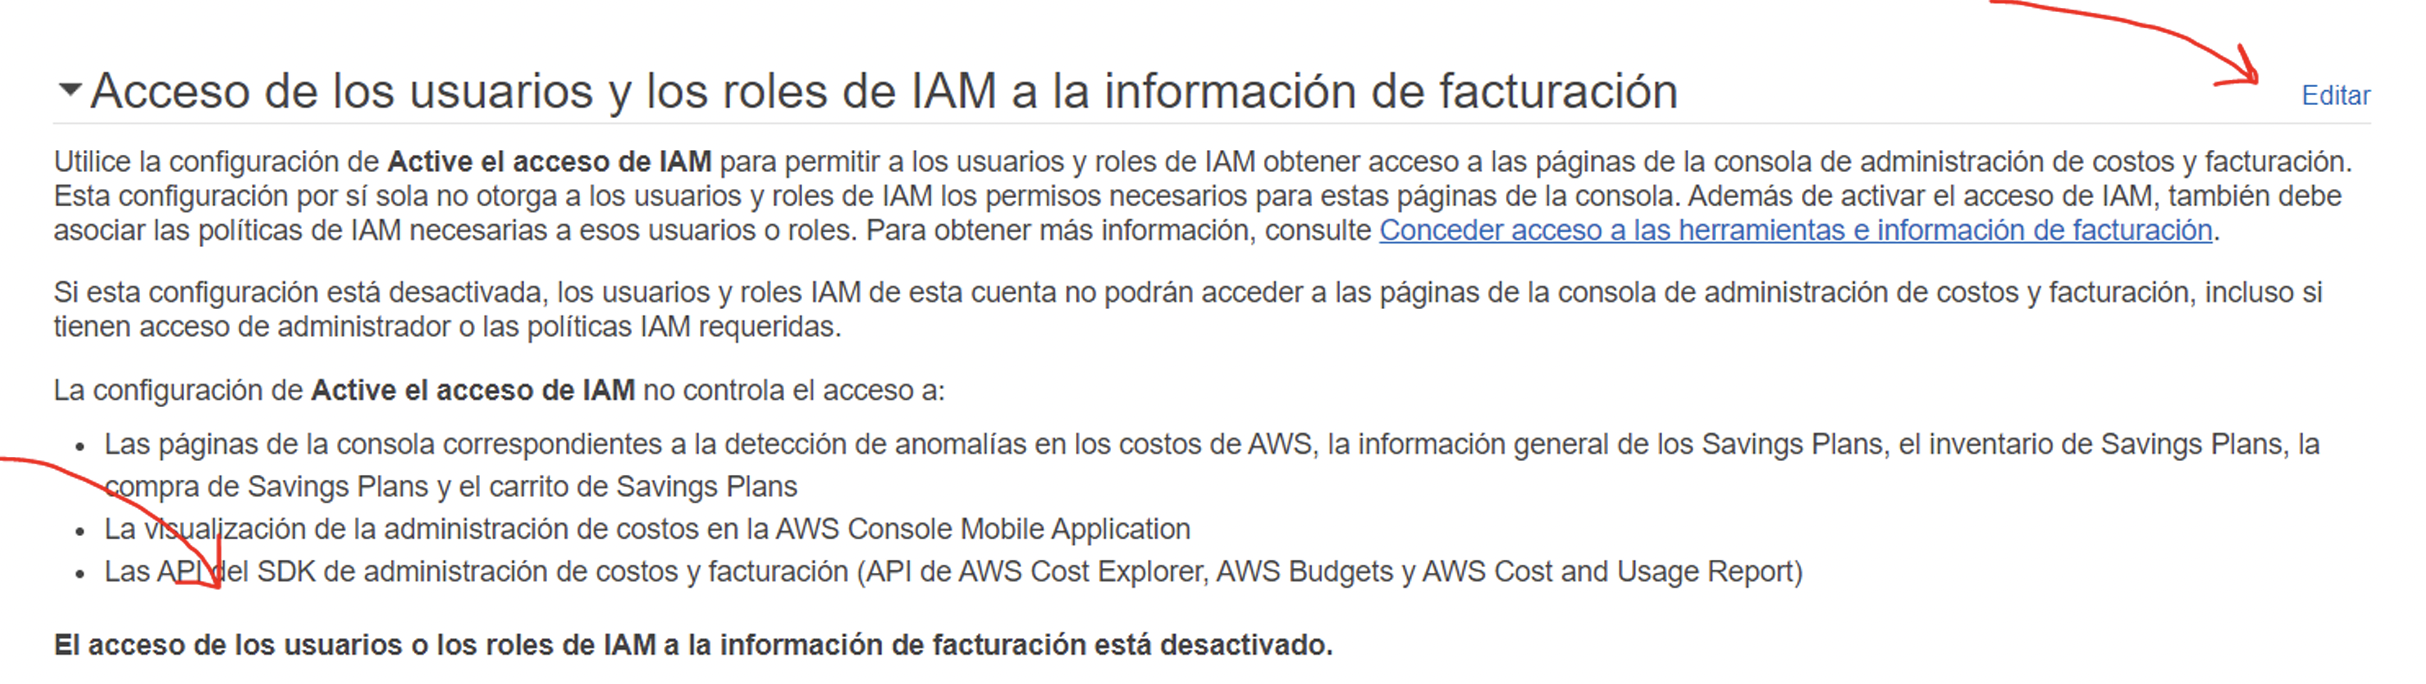 Acceso de los usuarios y los roles de IAM a la información de facturación
Editar
Utilice la configuración de Active el acceso de IAM para permitir a los usuarios y roles de IAM obtener acceso a las páginas de la consola de administración de costos y facturación.
Esta configuración por sí sola no otorga a los usuarios y roles de IAM los permisos necesarios para estas páginas de la consola. Además de activar el acceso de IAM, también debe
asociar las políticas de IAM necesarias a esos usuarios o roles. Para obtener más información, consulte Conceder acceso a las herramientas e información de facturación.
Si esta configuración está desactivada, los usuarios y roles IAM de esta cuenta no podrán acceder a las páginas de la consola de administración de costos y facturación, incluso si
tienen acceso de administrador o las políticas IAM requeridas.
La configuración de Active el acceso de IAM no controla el acceso a:
• Las páginas de la consola correspondientes a la detección de anomalías en los costos de AWS, la información general de los Savings Plans, el inventario de Savings Plans, la
compra de Savings Plans y el carrito de Savings Plans
• La visualización de la administración de costos en la AWS Console Mobile Application
• Las API del SDK de administración de costos y facturación (API de AWS Cost Explorer, AWS Budgets y AWS Cost and Usage Report)
El acceso de los usuarios o los roles de IAM a la información de facturación está desactivado.